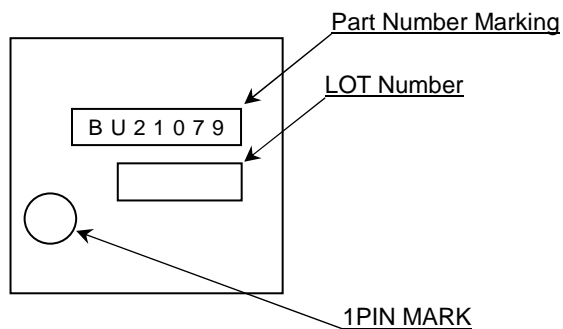 Part Number Marking
LOT Number
B U 2 1 0 7 9
1PIN MARK